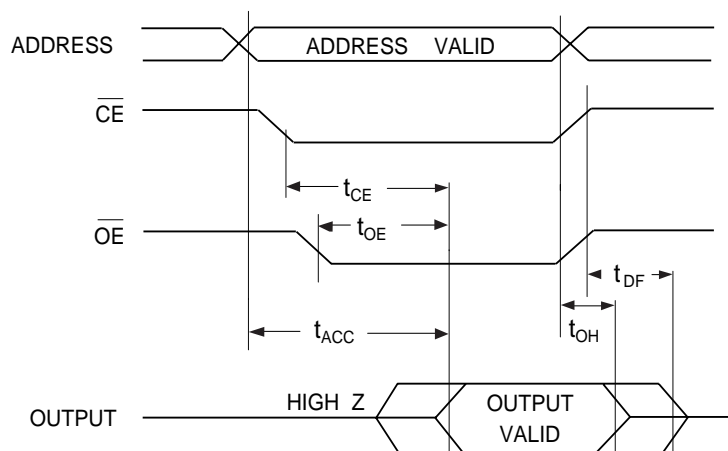 ADDRESS
ADDRESS VALID
CE
tCE
tOE
OE
tDF
tACC
tOH
HIGH Z
OUTPUT
OUTPUT
VALID